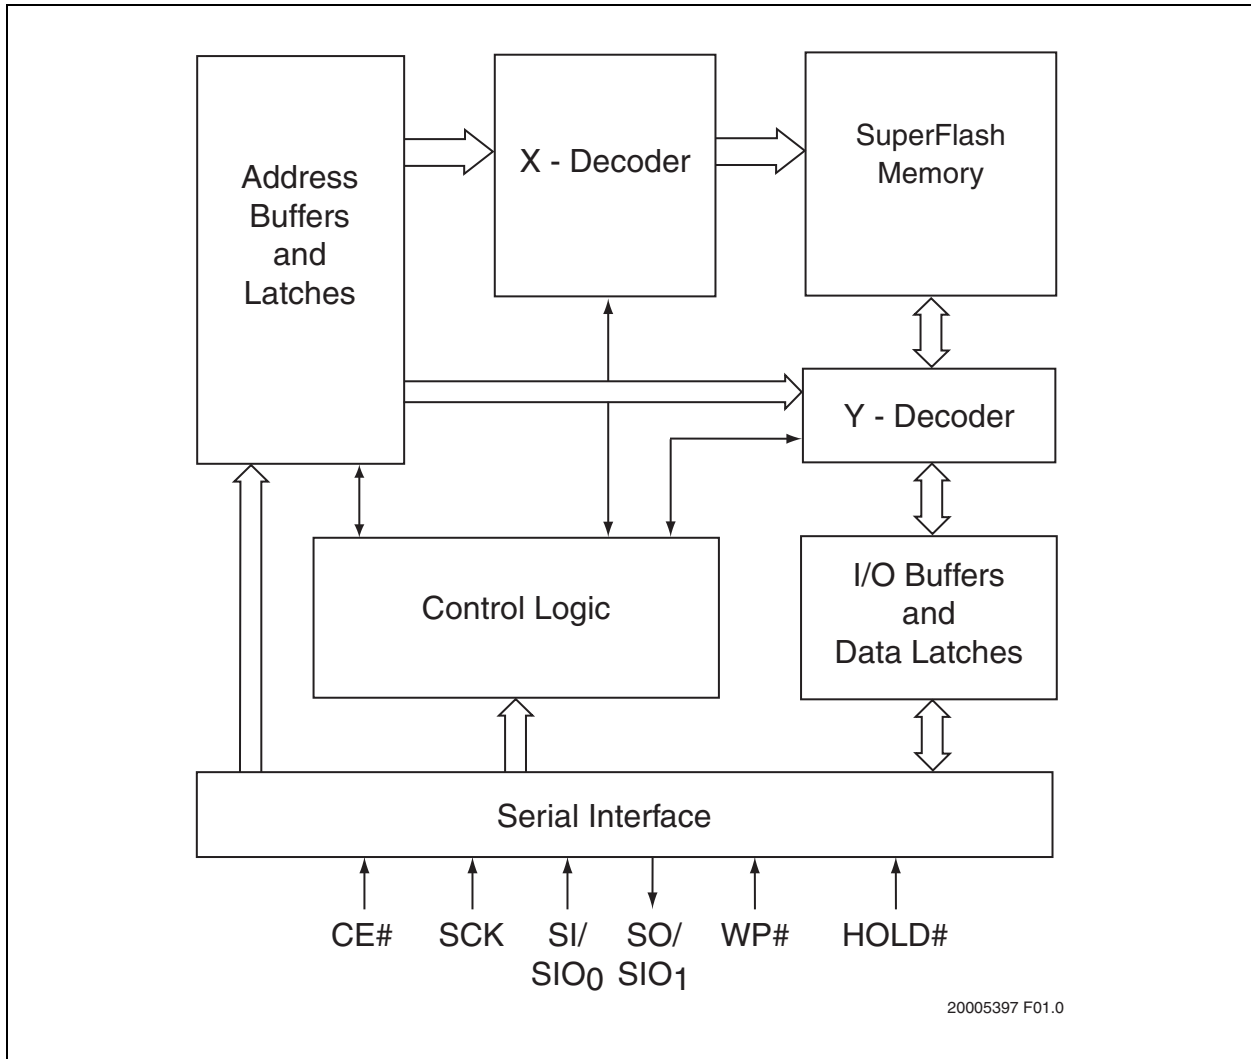 Address
Buffers
and
Latches
X - Decoder
SuperFlash
Memory
Y - Decoder
Control Logic
I/O Buffers
and
Data Latches
Serial Interface
CE# SCK SI/ SO/ WP# HOLD#
SIO0 SIO1
20005397 F01.0